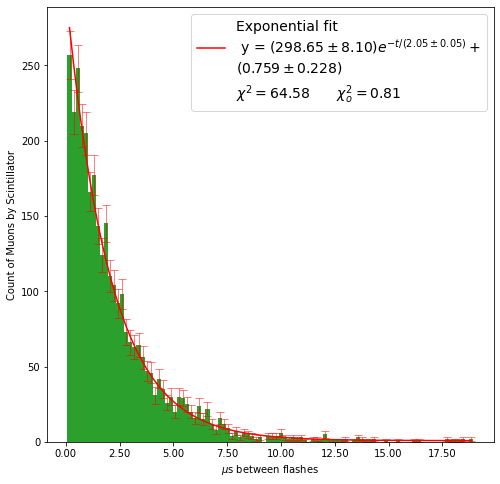 Exponential fit
y = (298.65 ± 8.10)e^{-t/(2.05 ± 0.05)} +
(0.759 ± 0.228)
χ² = 64.58 χ²ₒ = 0.81
250
200
150
100
50
0
Count of Muons by Scintillator
0.00 2.50 5.00 7.50 10.00 12.50 15.00 17.50
μs between flashes